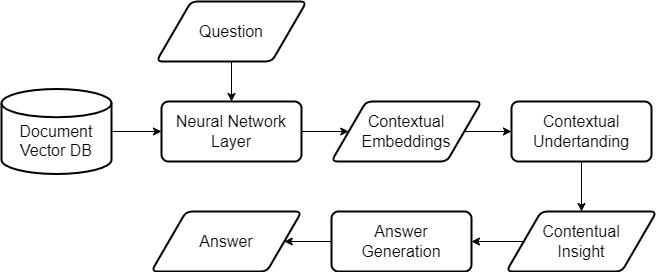 Question
Document
Vector DB
Neural Network
Layer
Contextual
Embeddings
Contextual
Undertanding
Answer
Answer
Generation
Contentual
Insight